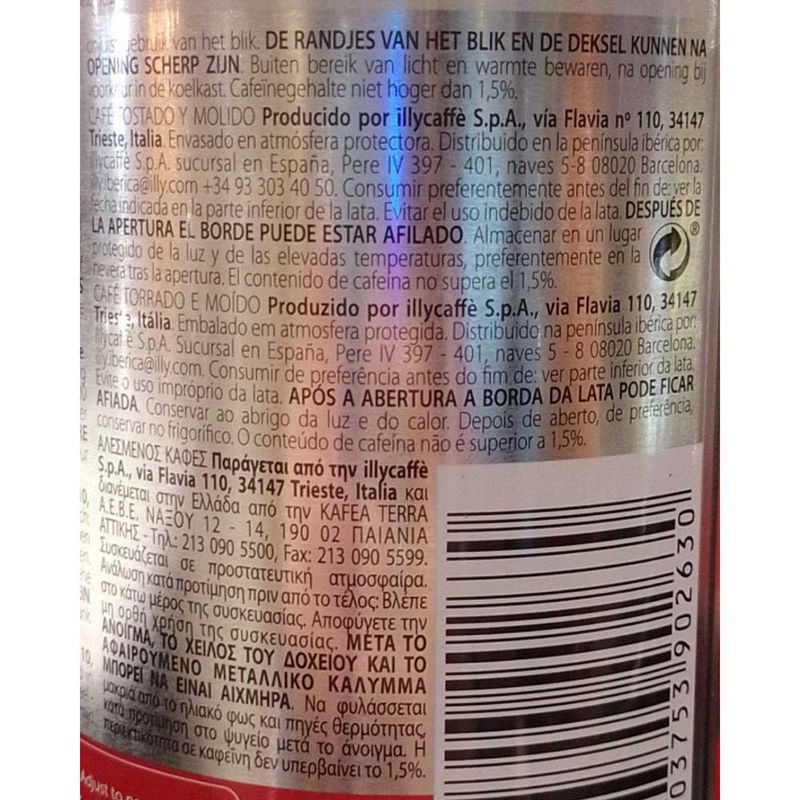 gebruik van het blik. DE RANDJES VAN HET BLIK EN DE DEKSEL KUNNEN NA
OPENING SCHERP ZIJN. Buiten bereik van licht en warmte bewaren, na opening bij
voorkeur in de koelkast. Cafeïnegehalte niet hoger dan 1,5%.
CAFÉ TOSTADO Y MOLIDO Producido por illycaffè S.p.A., vía Flavia nº 110, 34147
Trieste, Italia. Envasado en atmósfera protectora. Distribuido en la península ibérica por:
illycaffè S.p.A. sucursal en España, Pere IV 397 - 401, naves 5-8 08020 Barcelona.
illy.iberica@illy.com +34 93 303 40 50. Consumir preferentemente antes del fin de: ver la
fecha indicada en la parte inferior de la lata. Evitar el uso indebido de la lata. DESPUÉS DE
LA APERTURA EL BORDE PUEDE ESTAR AFILADO. Almacenar en un lugar
protegido de la luz y de las elevadas temperaturas, preferentemente en la
nevera tras la apertura. El contenido de cafeína no supera el 1,5%.
®
CAFÉ TORRADO E MOÍDO Produzido por illycaffè S.p.A., via Flavia 110, 34147
Trieste, Itália. Embalado em atmosfera protegida. Distribuido na península ibérica por:
illycaffè S.p.A. Sucursal en España, Pere IV 397 - 401, naves 5 - 8 08020 Barcelona.
illy.iberica@illy.com. Consumir de preferência antes do fim de: ver parte inferior da lata.
Evite o uso impróprio da lata. APÓS A ABERTURA A BORDA DA LATA PODE FICAR
AFIADA. Conservar ao abrigo da luz e do calor. Depois de aberto, de preferência,
conservar no frigorífico. O conteúdo de cafeína não é superior a 1,5%.
ΑΛΕΣΜΕΝΟΣ ΚΑΦΕΣ Παράγεται από την illycaffè
S.p.A., via Flavia 110, 34147 Trieste, Italia και
διανέμεται στην Ελλάδα από την KAFEA TERRA
Α.Ε.Β.Ε. ΝΑΞΟΥ 12 - 14, 190 02 ΠΑΙΑΝΙΑ
ΑΤΤΙΚΗΣ - Τηλ.: 213 090 5500, Fax: 213 090 5599.
Συσκευάζεται σε προστατευτική ατμοσφαίρα.
Ανάλωση κατά προτίμηση πριν από το τέλος: Βλέπε
στο κάτω μέρος της συσκευασίας. Αποφύγετε την
μη ορθή χρήση της συσκευασίας. ΜΕΤΑ ΤΟ
ΑΝΟΙΓΜΑ, ΤΟ ΧΕΙΛΟΣ ΤΟΥ ΔΟΧΕΙΟΥ ΚΑΙ ΤΟ
ΑΦΑΙΡΟΥΜΕΝΟ ΜΕΤΑΛΛΙΚΟ ΚΑΛΥΜΜΑ
ΜΠΟΡΕΙ ΝΑ ΕΙΝΑΙ ΑΙΧΜΗΡΑ. Να φυλάσσεται
μακριά από το ηλιακό φως και πηγές θερμότητας,
κατά προτίμηση στο ψυγείο μετά το άνοιγμα. Η
περιεκτικότητα σε καφεΐνη δεν υπερβαίνει το 1,5%.
03753 902630
Adjust to